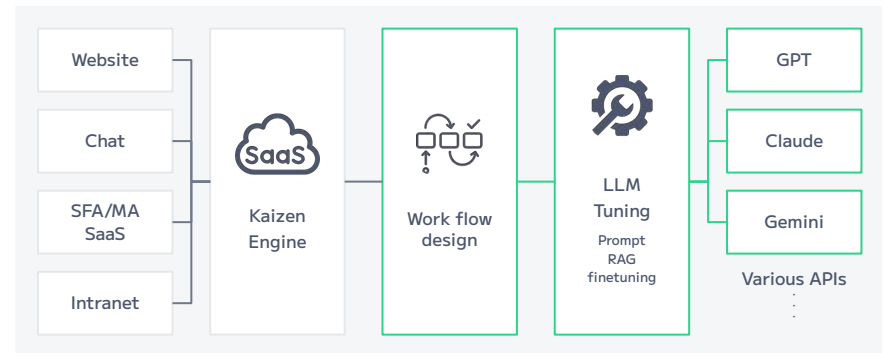 Website
Chat
SFA/MA
SaaS
Intranet
SaaS
Kaizen
Engine
Work flow
design
LLM
Tuning
Prompt
RAG
finetuning
GPT
Claude
Gemini
Various APIs